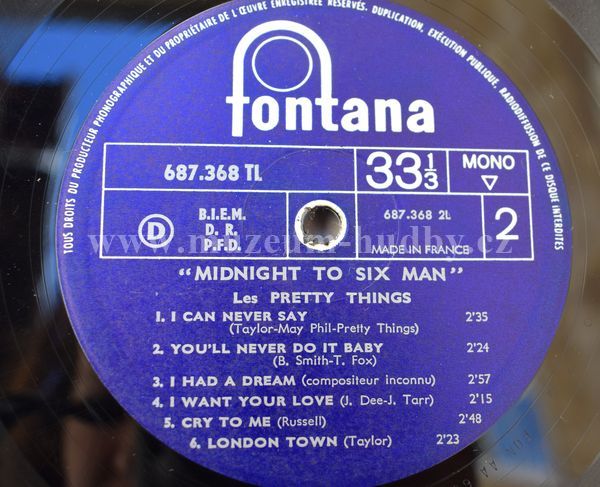 TOUS DROITS DU PRODUCTEUR PHONOGRAPHIQUE ET DU PROPRIÉTAIRE DE L'ŒUVRE ENREGISTRÉE RÉSERVÉS. DUPLICATION, EXÉCUTION PUBLIQUE, RADIODIFFUSION DE CE DISQUE INTERDITES
fontana
687.368 TL
33 1/3
MONO
▽
D
B.I.E.M.
D. R.
P.F.D.
687.368 2L
MADE IN FRANCE
2
www.muzeum-hudby.cz
"MIDNIGHT TO SIX MAN"
Les PRETTY THINGS
1. I CAN NEVER SAY 2'35
(Taylor-May Phil-Pretty Things)
2. YOU'LL NEVER DO IT BABY 2'24
(B. Smith-T. Fox)
3. I HAD A DREAM (compositeur inconnu) 2'57
4. I WANT YOUR LOVE (J. Dee-J. Tarr) 2'15
5. CRY TO ME (Russell) 2'48
6. LONDON TOWN (Taylor) 2'23